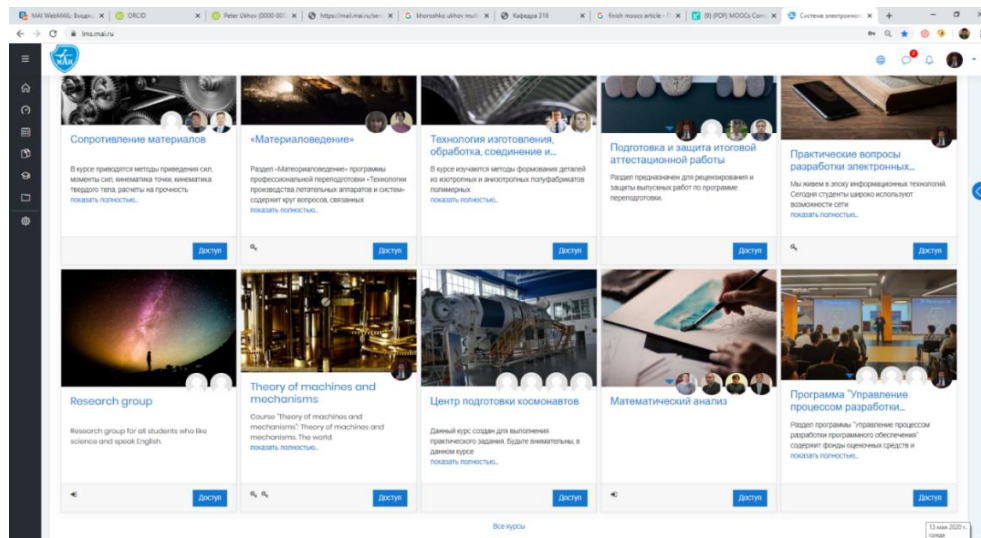 MAI WebMAIL: Входящ
ORCID
Peter Ukhov (0000-000
https://mail.mai.ru/ser
khoroshko ukhov multi
Кафедра 216
finish moocs article - П
(9) (PDF) MOOCs Comp
Система электронног
lms.mai.ru
МАИ
Сопротивление материалов
В курсе приводятся методы приведения сил,
моменты сил, кинематика точки, кинематика
твердого тела, расчеты на прочность
показать полностью..
Доступ
«Материаловедение»
Раздел «Материаловедение» программы
профессиональной переподготовки «Технологии
производства летательных аппаратов и систем»
содержит круг вопросов, связанных
показать полностью..
Доступ
Технология изготовления,
обработка, соединение и...
В курсе изучаются методы формования деталей
из изотропных и анизотропных полуфабрикатов
полимерных
показать полностью..
Доступ
Подготовка и защита итоговой
аттестационной работы
Раздел предназначен для рецензирования и
защиты выпускных работ по программе
переподготовки.
Доступ
Практические вопросы
разработки электронных...
Мы живем в эпоху информационных технологий.
Сегодня студенты широко используют
возможности сети
показать полностью..
Доступ
Research group
Research group for all students who like
science and speak English.
Доступ
Theory of machines and
mechanisms
Course "Theory of machines and
mechanisms": Theory of machines and
mechanisms. The world
показать полностью..
Доступ
Центр подготовки космонавтов
Данный курс создан для выполнения
практического задания. Будьте внимательны, в
данном курсе
показать полностью..
Доступ
Математический анализ
Доступ
Программа "Управление
процессом разработки...
Раздел программы "Управление процессом
разработки программного обеспечения"
содержит фонды оценочных средств и
показать полностью..
Доступ
Все курсы
13 мая 2020 г.
среда